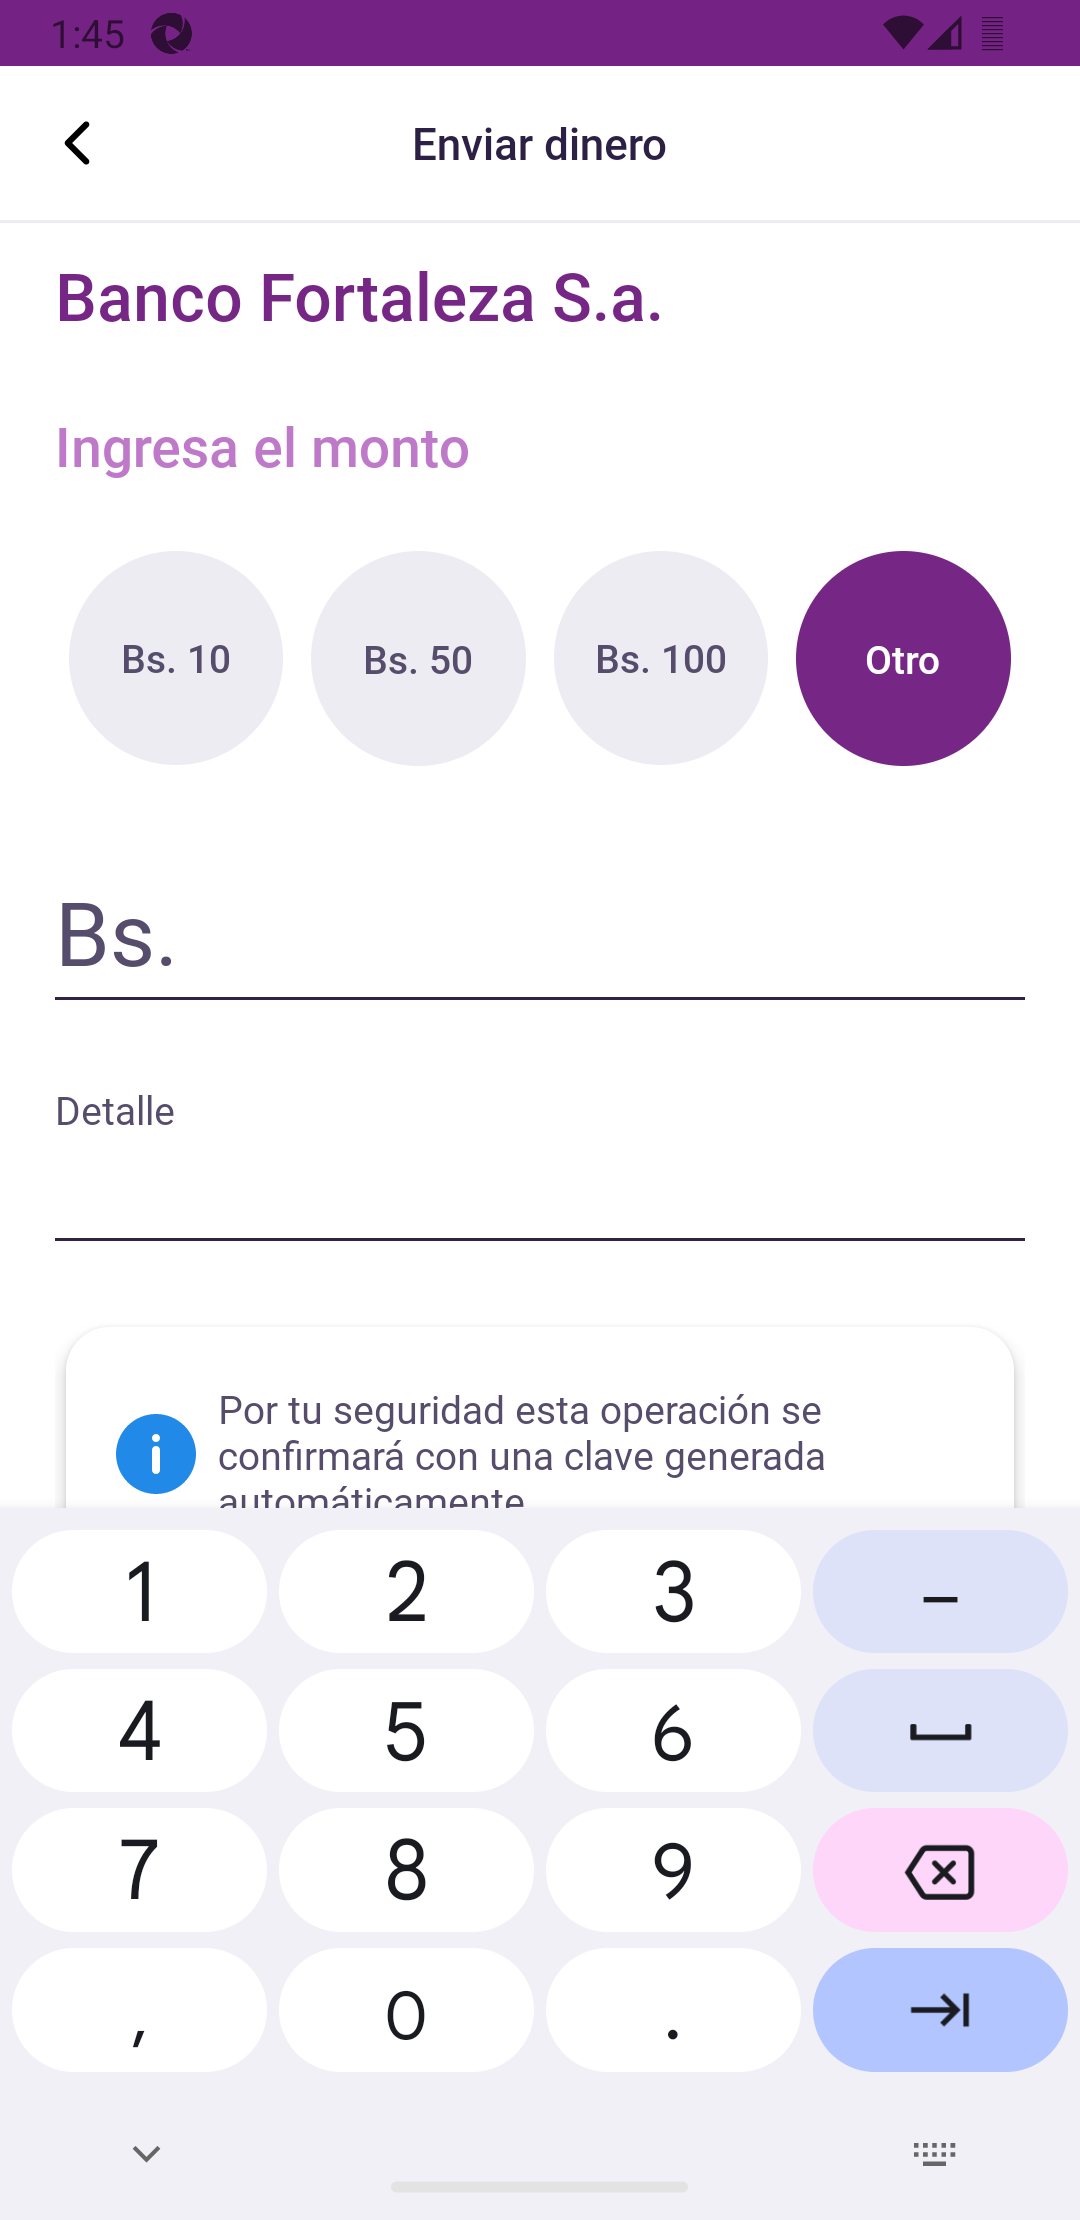 1:45
Enviar dinero
Banco Fortaleza S.a.
Ingresa el monto
Bs. 10 Bs. 50 Bs. 100 Otro
Bs.
Detalle
Por tu seguridad esta operación se
confirmará con una clave generada
automáticamente
1 2 3 –
4 5 6
7 8 9
, 0 .